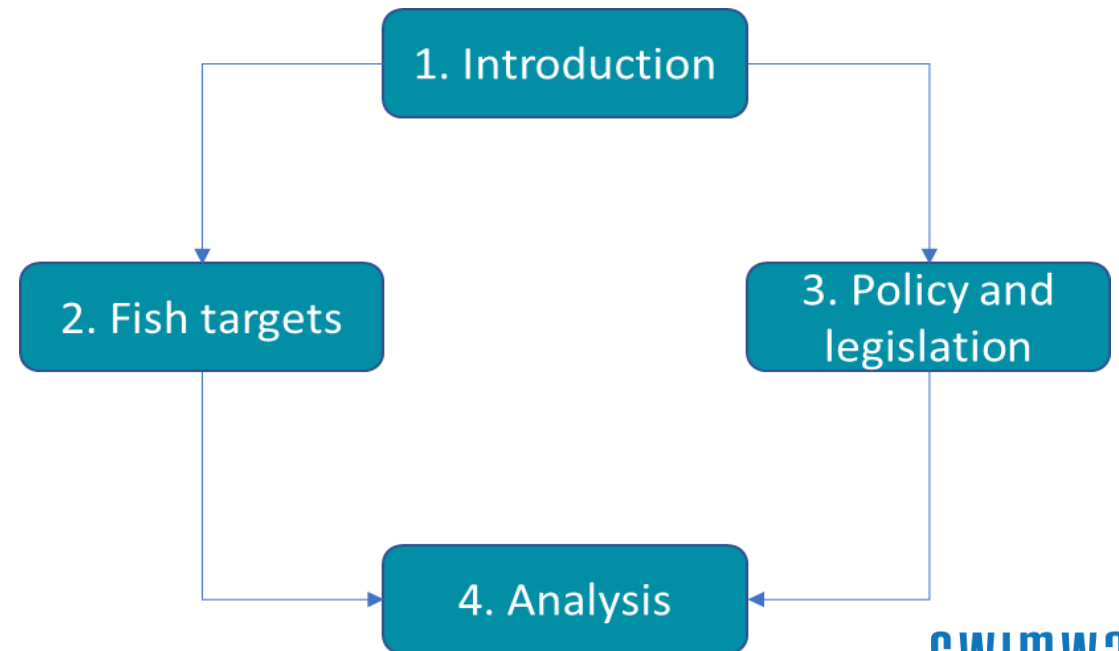 1. Introduction
2. Fish targets
3. Policy and
legislation
4. Analysis